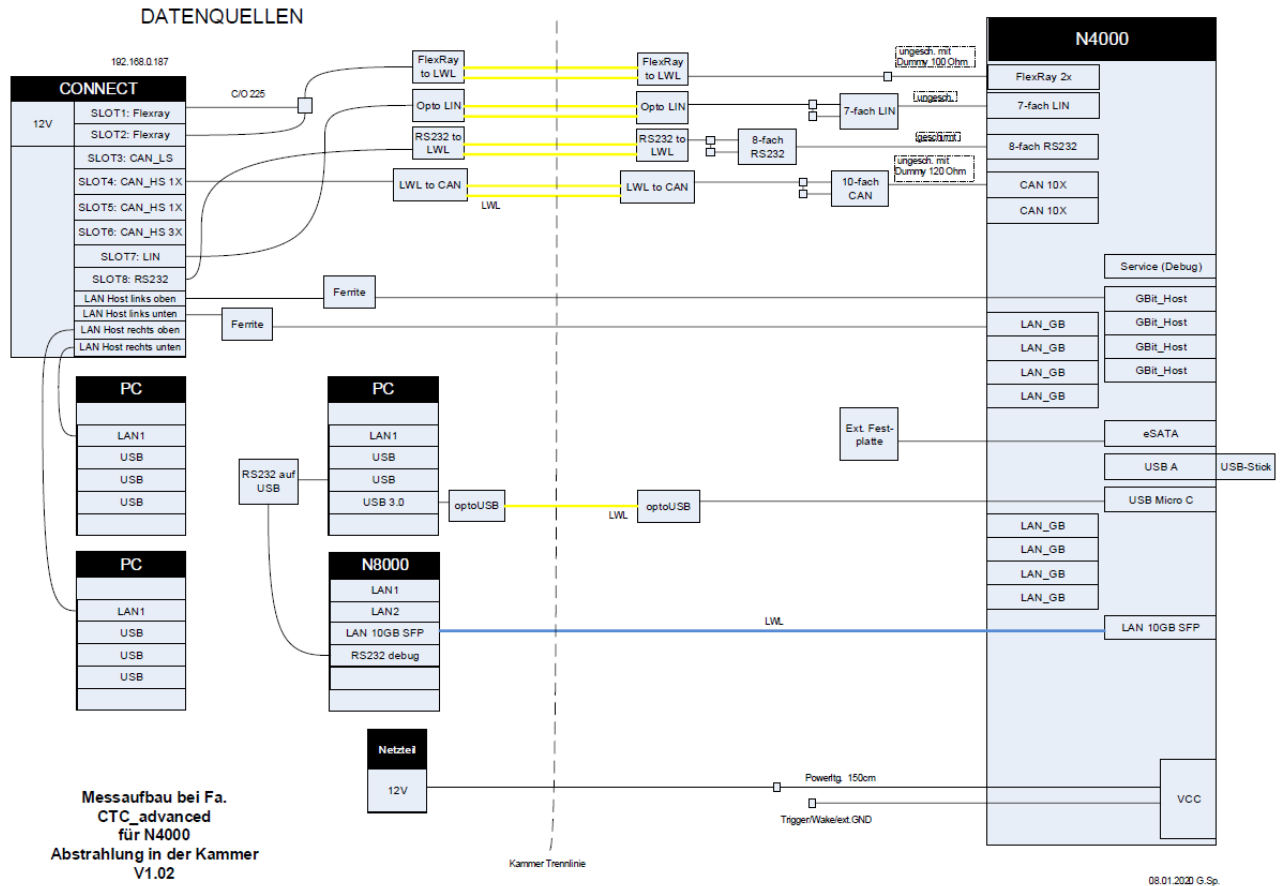 DATENQUELLEN
192.168.0.187
CONNECT
12V
SLOT1: Flexray
SLOT2: Flexray
SLOT3: CAN_LS
SLOT4: CAN_HS 1X
SLOT5: CAN_HS 1X
SLOT6: CAN_HS 3X
SLOT7: LIN
SLOT8: RS232
LAN Host links oben
LAN Host links unten
LAN Host rechts oben
LAN Host rechts unten
C/O 225
FlexRay
to LWL
Opto LIN
RS232 to
LWL
LWL to CAN
LWL
FlexRay
to LWL
Opto LIN
RS232 to
LWL
LWL to CAN
7-fach LIN
8-fach
RS232
10-fach
CAN
ungesch. mit
Dummy 100 Ohm
ungesch.
geschirmt
ungesch. mit
Dummy 120 Ohm
N4000
FlexRay 2x
7-fach LIN
8-fach RS232
CAN 10X
CAN 10X
Service (Debug)
GBit_Host
GBit_Host
GBit_Host
GBit_Host
LAN_GB
LAN_GB
LAN_GB
LAN_GB
eSATA
USB A
USB-Stick
USB Micro C
LAN_GB
LAN_GB
LAN_GB
LAN_GB
LAN 10GB SFP
VCC
Ferrite
Ferrite
PC
LAN1
USB
USB
USB
PC
LAN1
USB
USB
USB 3.0
RS232 auf
USB
optoUSB
LWL
optoUSB
Ext. Fest-
platte
PC
LAN1
USB
USB
USB
N8000
LAN1
LAN2
LAN 10GB SFP
RS232 debug
LWL
Netzteil
12V
Powerltg. 150cm
Trigger/Wake/ext.GND
Messaufbau bei Fa.
CTC_advanced
für N4000
Abstrahlung in der Kammer
V1.02
Kammer Trennlinie
08.01.2020 G.Sp.